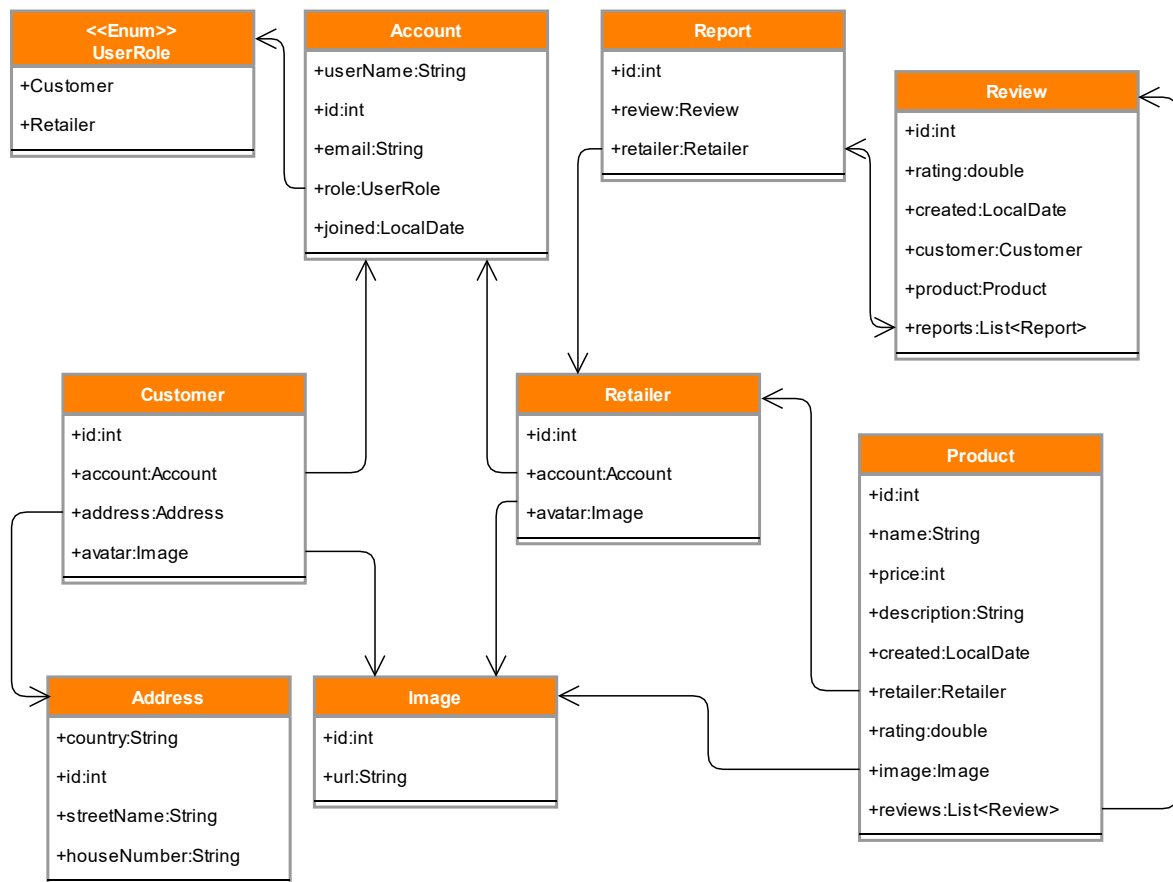 <<Enum>>
UserRole
+Customer
+Retailer
Account
+userName:String
+id:int
+email:String
+role:UserRole
+joined:LocalDate
Report
+id:int
+review:Review
+retailer:Retailer
Review
+id:int
+rating:double
+created:LocalDate
+customer:Customer
+product:Product
+reports:List<Report>
Customer
+id:int
+account:Account
+address:Address
+avatar:Image
Retailer
+id:int
+account:Account
+avatar:Image
Product
+id:int
+name:String
+price:int
+description:String
+created:LocalDate
+retailer:Retailer
+rating:double
+image:Image
+reviews:List<Review>
Address
+country:String
+id:int
+streetName:String
+houseNumber:String
Image
+id:int
+url:String